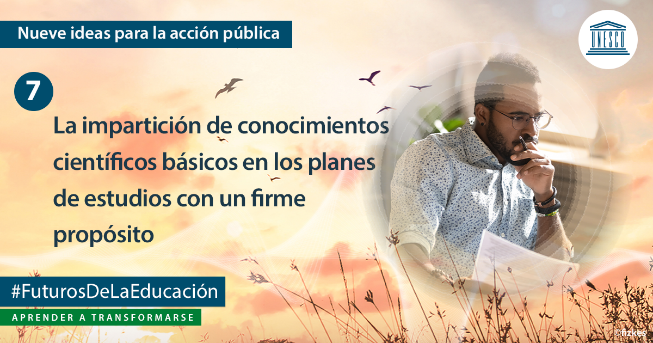 Nueve ideas para la acción pública
UNESCO
7
La impartición de conocimientos
científicos básicos en los planes
de estudios con un firme
propósito
#FuturosDeLaEducación
APRENDER A TRANSFORMARSE